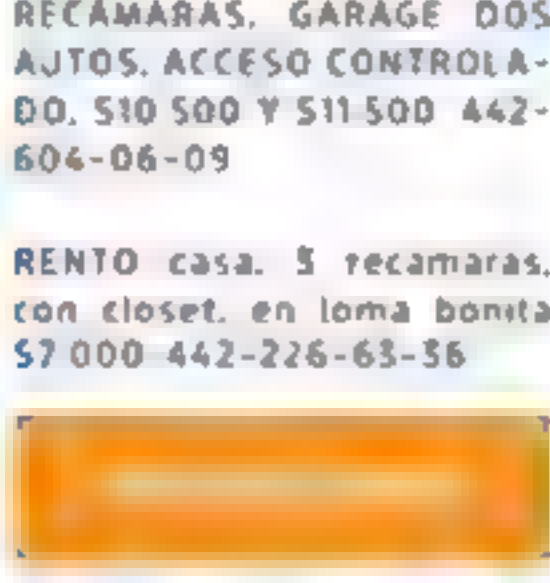 RECAMARAS. GARAGE DOS
AUTOS. ACCESO CONTROLA-
DO. $10 500 Y $11 500 442-
604-06-09
RENTO casa. recamaras.
con closet. en loma bonita
$7 000 442-226-63-36